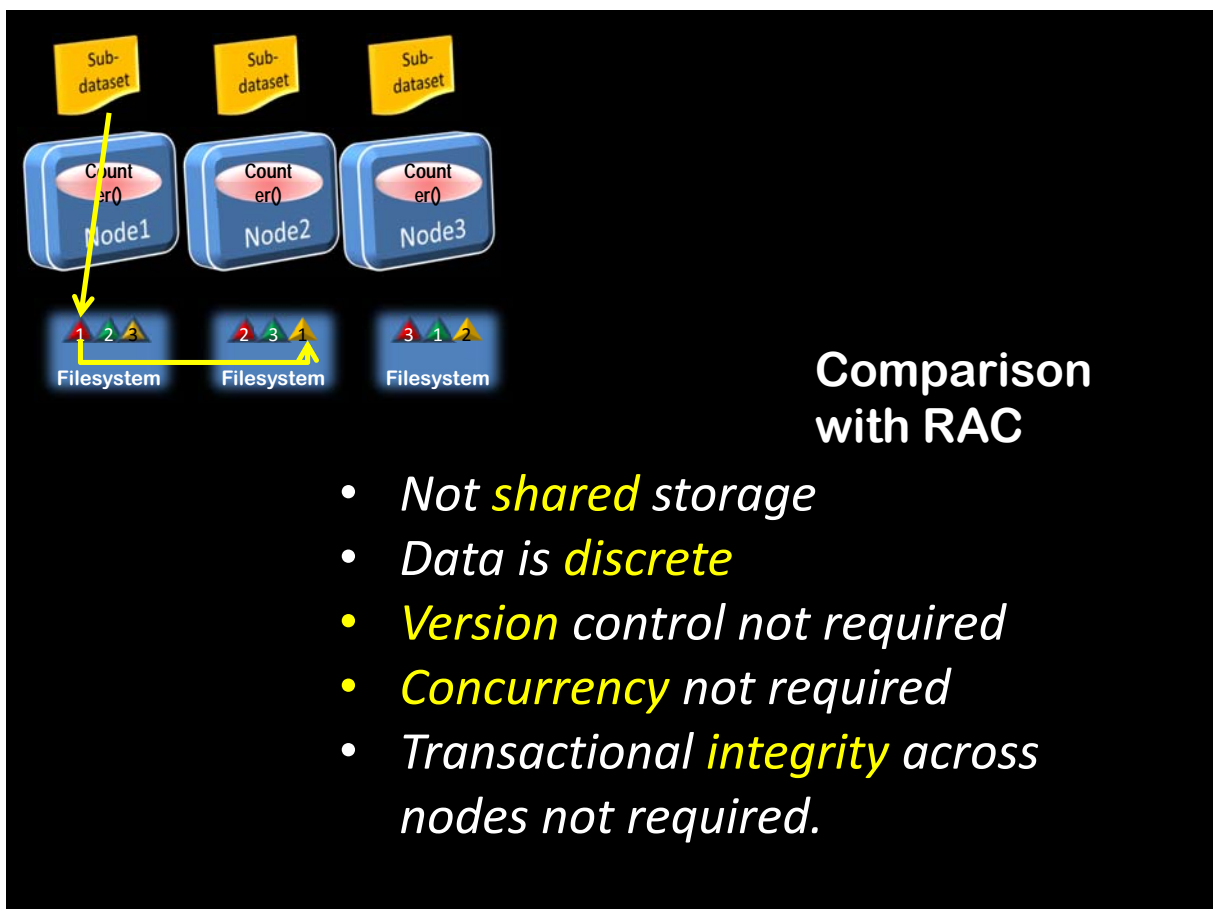 Sub-
dataset
Sub-
dataset
Sub-
dataset
Count
er()
Node1
Count
er()
Node2
Count
er()
Node3
1 2 3
2 3 1
3 1 2
Filesystem
Filesystem
Filesystem
Comparison
with RAC
• Not shared storage
• Data is discrete
• Version control not required
• Concurrency not required
• Transactional integrity across
nodes not required.